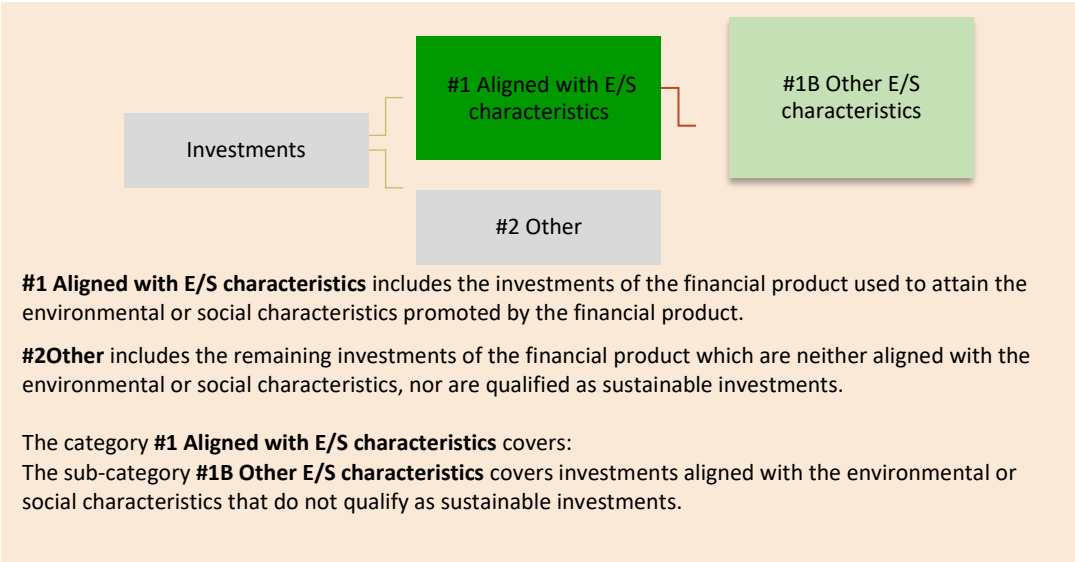 #1 Aligned with E/S
characteristics
#1B Other E/S
characteristics
Investments
#2 Other
#1 Aligned with E/S characteristics includes the investments of the financial product used to attain the
environmental or social characteristics promoted by the financial product.
#2Other includes the remaining investments of the financial product which are neither aligned with the
environmental or social characteristics, nor are qualified as sustainable investments.
The category #1 Aligned with E/S characteristics covers:
The sub-category #1B Other E/S characteristics covers investments aligned with the environmental or
social characteristics that do not qualify as sustainable investments.